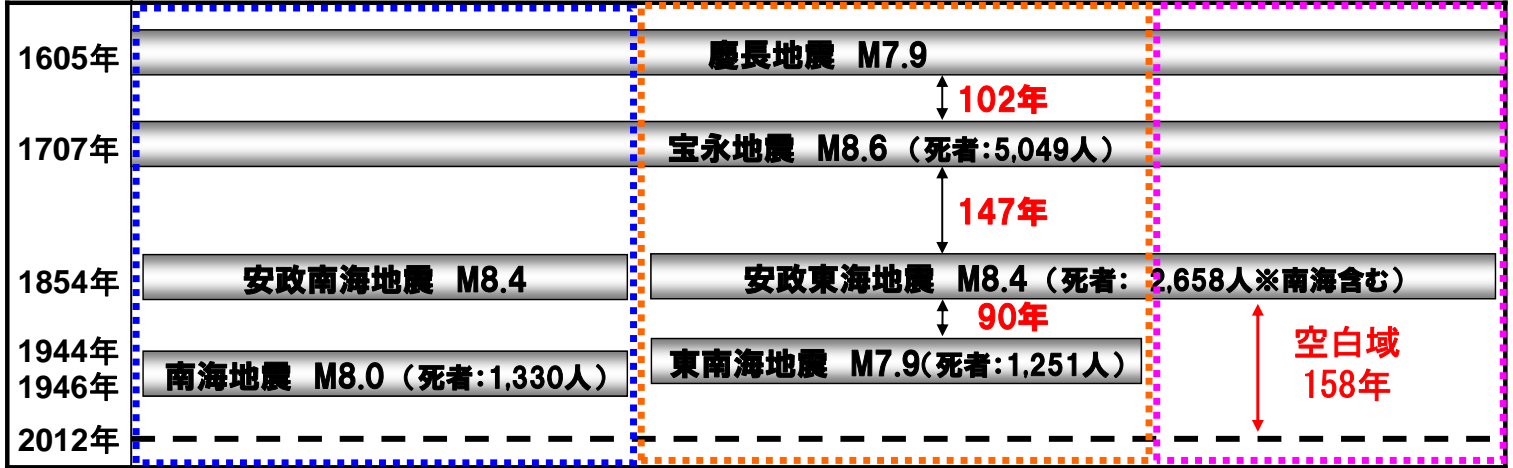 1605年
慶長地震 M7.9
102年
1707年
宝永地震 M8.6（死者:5,049人）
147年
1854年
安政南海地震 M8.4
安政東海地震 M8.4（死者: 2,658人※南海含む）
90年
1944年
1946年
南海地震 M8.0（死者:1,330人）
東南海地震 M7.9(死者:1,251人）
空白域
158年
2012年